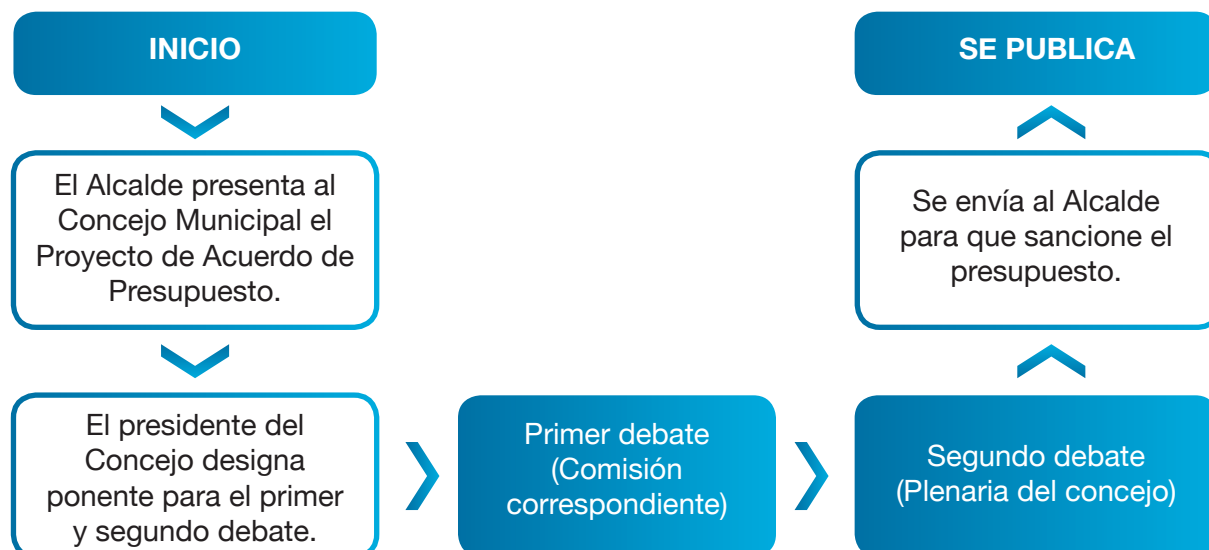 INICIO
El Alcalde presenta al
Concejo Municipal el
Proyecto de Acuerdo de
Presupuesto.
El presidente del
Concejo designa
ponente para el primer
y segundo debate.
Primer debate
(Comisión
correspondiente)
Segundo debate
(Plenaria del concejo)
Se envía al Alcalde
para que sancione el
presupuesto.
SE PUBLICA